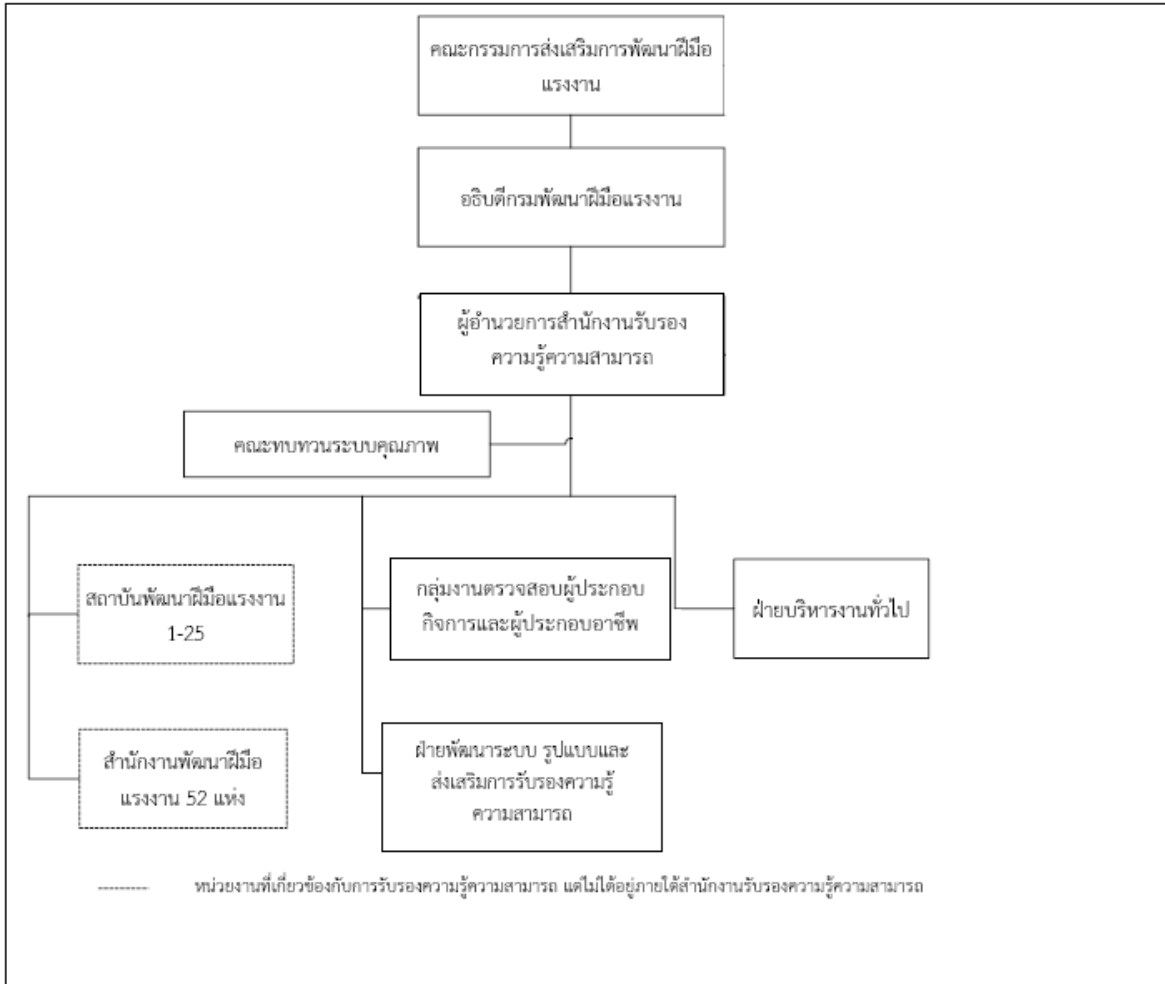 คณะกรรมการส่งเสริมการพัฒนาฝีมือ
แรงงาน
อธิบดีกรมพัฒนาฝีมือแรงงาน
ผู้อำนวยการสำนักงานรับรอง
ความรู้ความสามารถ
คณะทบทวนระบบคุณภาพ
สถาบันพัฒนาฝีมือแรงงาน
1-25
กลุ่มงานตรวจสอบผู้ประกอบ
กิจการและผู้ประกอบอาชีพ
ฝ่ายบริหารงานทั่วไป
สำนักงานพัฒนาฝีมือ
แรงงาน 52 แห่ง
ฝ่ายพัฒนาระบบ รูปแบบและ
ส่งเสริมการรับรองความรู้
ความสามารถ
หน่วยงานที่เกี่ยวข้องกับการรับรองความรู้ความสามารถ แต่ไม่ได้อยู่ภายใต้สำนักงานรับรองความรู้ความสามารถ